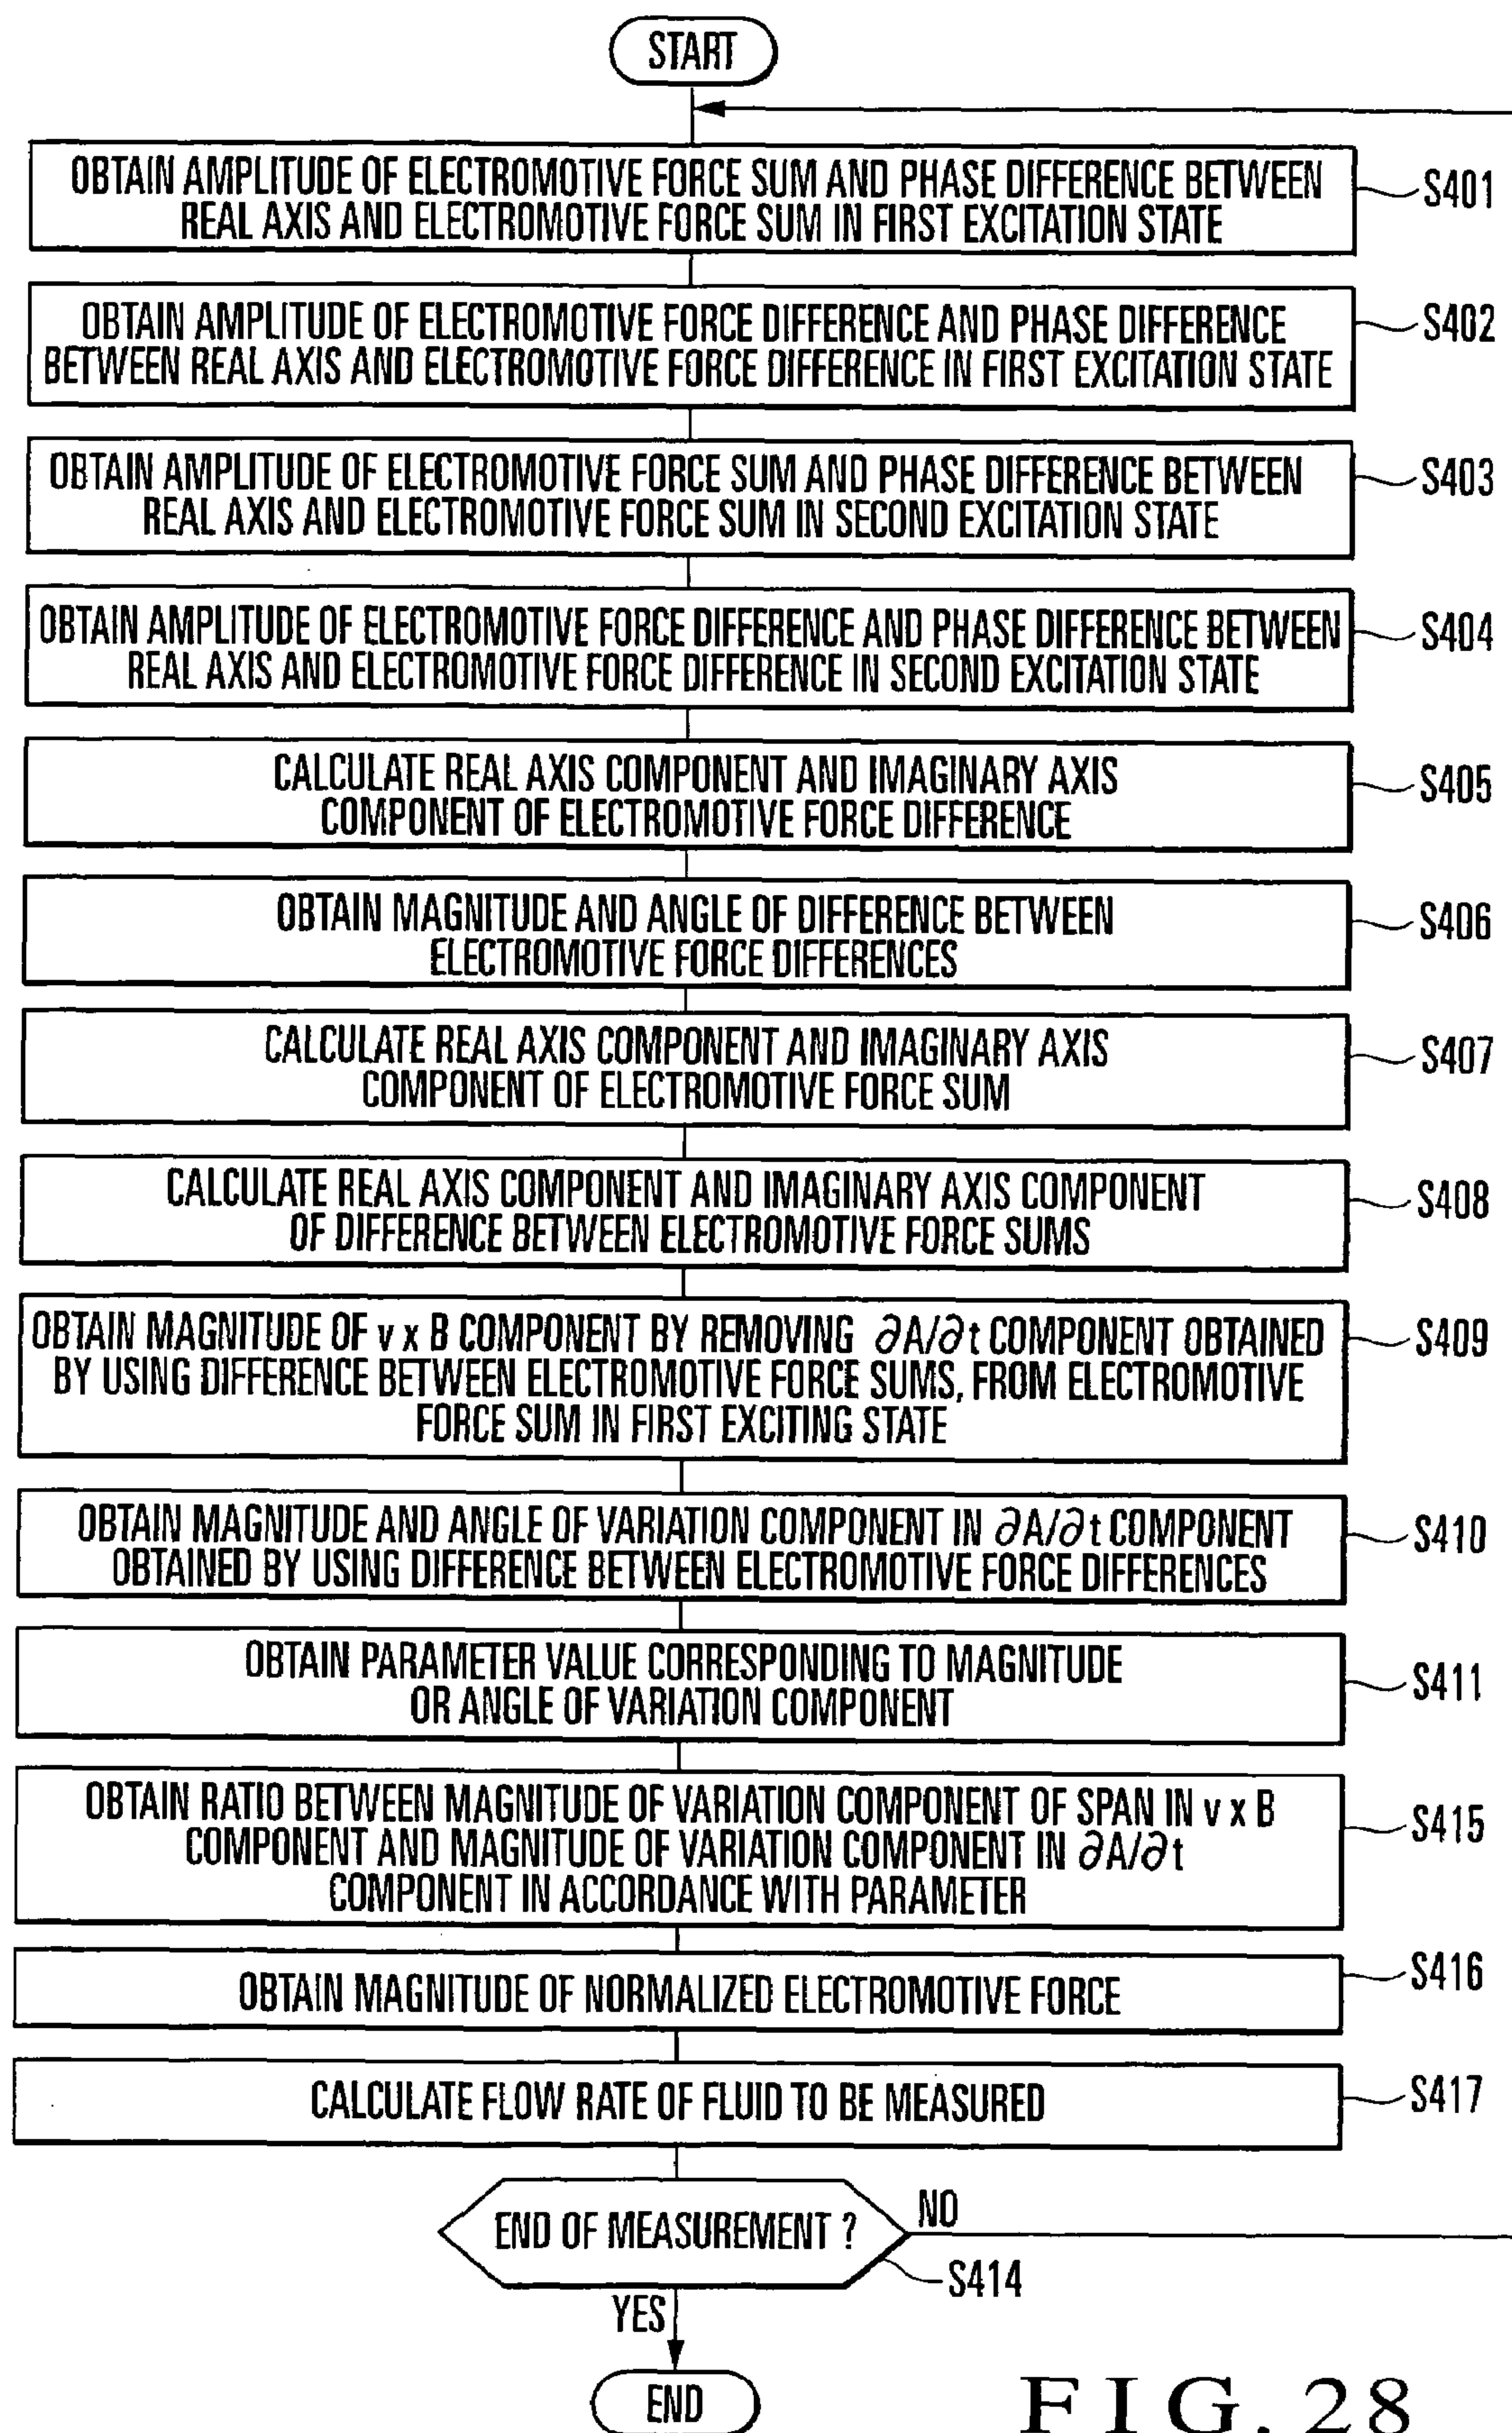 START
OBTAIN AMPLITUDE OF ELECTROMOTIVE FORCE SUM AND PHASE DIFFERENCE BETWEEN
REAL AXIS AND ELECTROMOTIVE FORCE SUM IN FIRST EXCITATION STATE
S401
OBTAIN AMPLITUDE OF ELECTROMOTIVE FORCE DIFFERENCE AND PHASE DIFFERENCE
BETWEEN REAL AXIS AND ELECTROMOTIVE FORCE DIFFERENCE IN FIRST EXCITATION STATE
S402
OBTAIN AMPLITUDE OF ELECTROMOTIVE FORCE SUM AND PHASE DIFFERENCE BETWEEN
REAL AXIS AND ELECTROMOTIVE FORCE SUM IN SECOND EXCITATION STATE
S403
OBTAIN AMPLITUDE OF ELECTROMOTIVE FORCE DIFFERENCE AND PHASE DIFFERENCE BETWEEN
REAL AXIS AND ELECTROMOTIVE FORCE DIFFERENCE IN SECOND EXCITATION STATE
S404
CALCULATE REAL AXIS COMPONENT AND IMAGINARY AXIS
COMPONENT OF ELECTROMOTIVE FORCE DIFFERENCE
S405
OBTAIN MAGNITUDE AND ANGLE OF DIFFERENCE BETWEEN
ELECTROMOTIVE FORCE DIFFERENCES
S406
CALCULATE REAL AXIS COMPONENT AND IMAGINARY AXIS
COMPONENT OF ELECTROMOTIVE FORCE SUM
S407
CALCULATE REAL AXIS COMPONENT AND IMAGINARY AXIS COMPONENT
OF DIFFERENCE BETWEEN ELECTROMOTIVE FORCE SUMS
S408
OBTAIN MAGNITUDE OF v x B COMPONENT BY REMOVING ∂A/∂t COMPONENT OBTAINED
BY USING DIFFERENCE BETWEEN ELECTROMOTIVE FORCE SUMS, FROM ELECTROMOTIVE
FORCE SUM IN FIRST EXCITING STATE
S409
OBTAIN MAGNITUDE AND ANGLE OF VARIATION COMPONENT IN ∂A/∂t COMPONENT
OBTAINED BY USING DIFFERENCE BETWEEN ELECTROMOTIVE FORCE DIFFERENCES
S410
OBTAIN PARAMETER VALUE CORRESPONDING TO MAGNITUDE
OR ANGLE OF VARIATION COMPONENT
S411
OBTAIN RATIO BETWEEN MAGNITUDE OF VARIATION COMPONENT OF SPAN IN v x B
COMPONENT AND MAGNITUDE OF VARIATION COMPONENT IN ∂A/∂t
COMPONENT IN ACCORDANCE WITH PARAMETER
S415
OBTAIN MAGNITUDE OF NORMALIZED ELECTROMOTIVE FORCE
S416
CALCULATE FLOW RATE OF FLUID TO BE MEASURED
S417
END OF MEASUREMENT ?
NO
S414
YES
END
FIG. 28